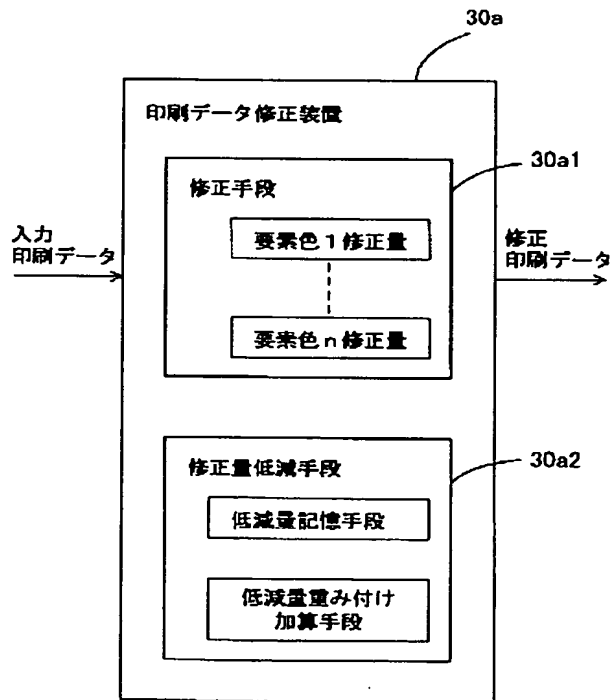 30a
印刷データ修正装置
30a1
修正手段
要素色1修正量
入力
印刷データ
修正
印刷データ
要素色n修正量
30a2
修正量低減手段
低減量記憶手段
低減量重み付け
加算手段